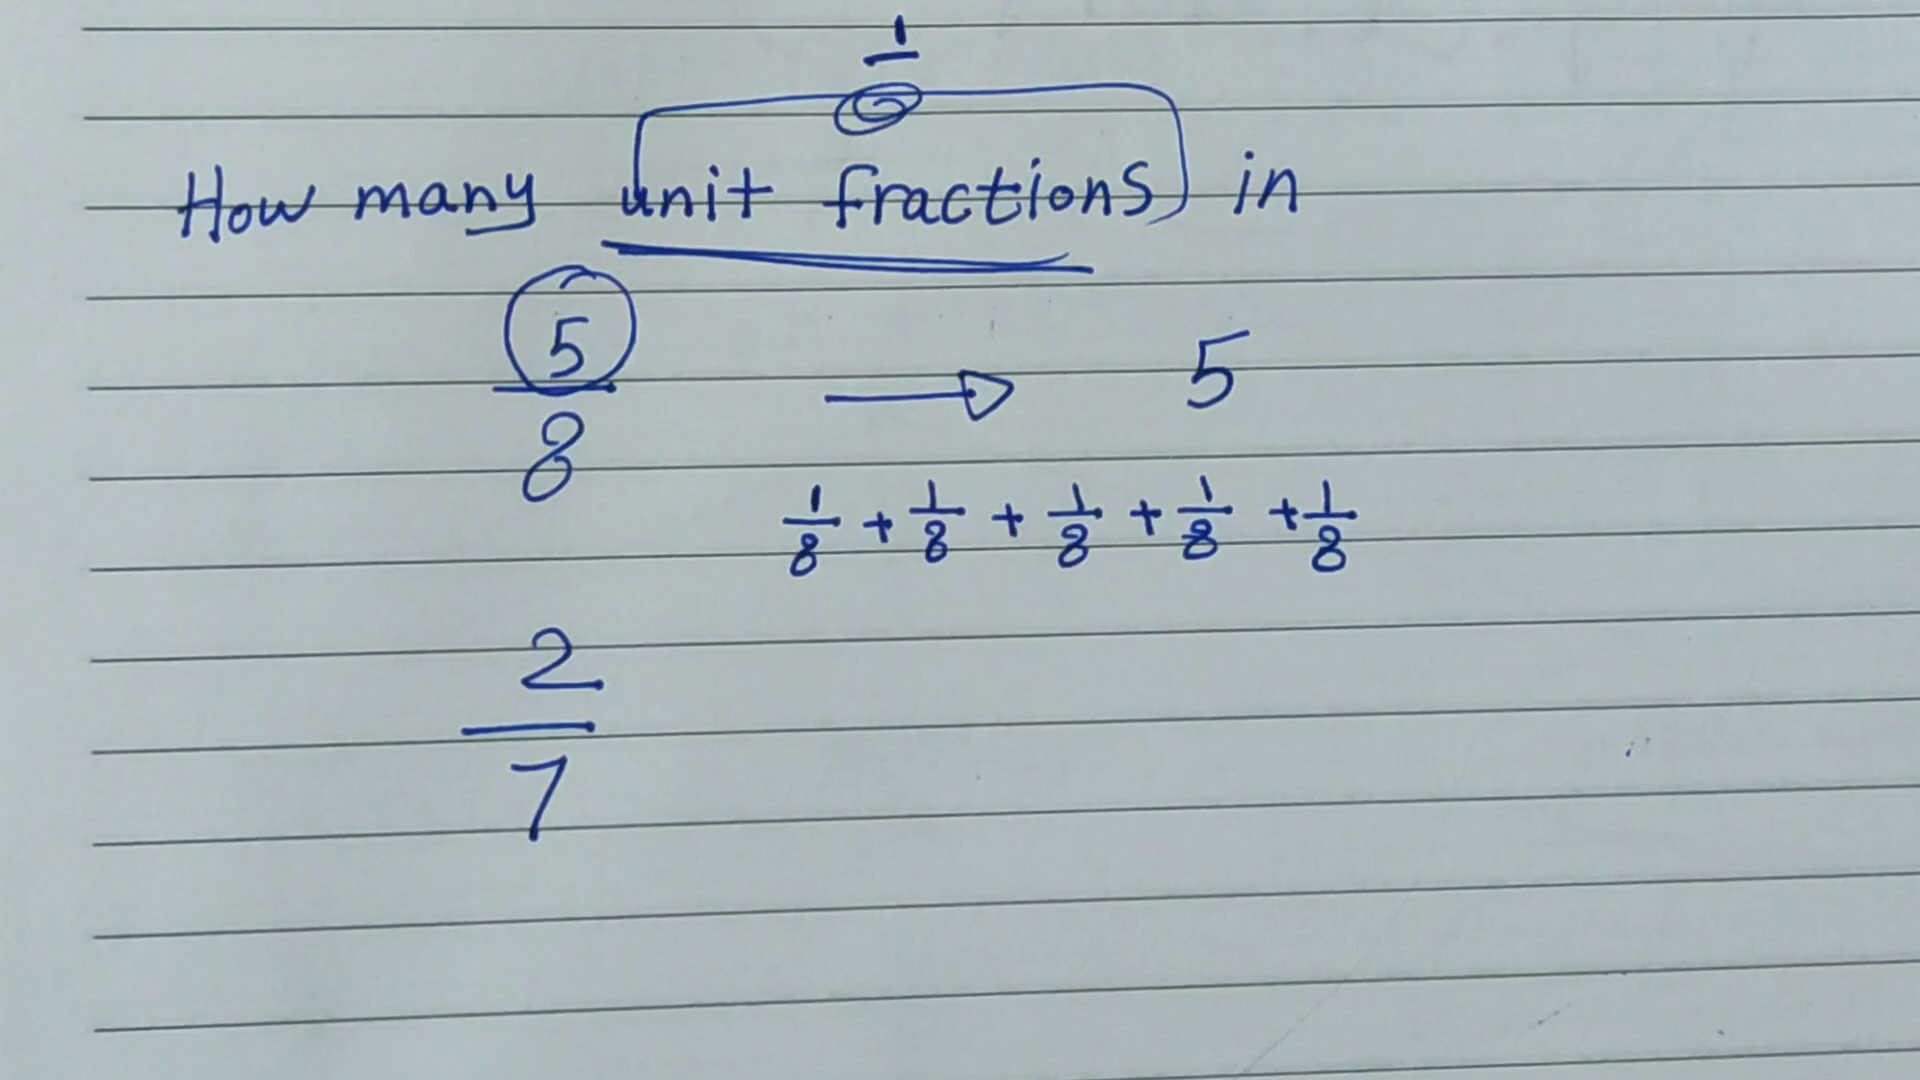 1
How many unit fractions in
5/8 → 5
1/8 + 1/8 + 1/8 + 1/8 + 1/8
2/7